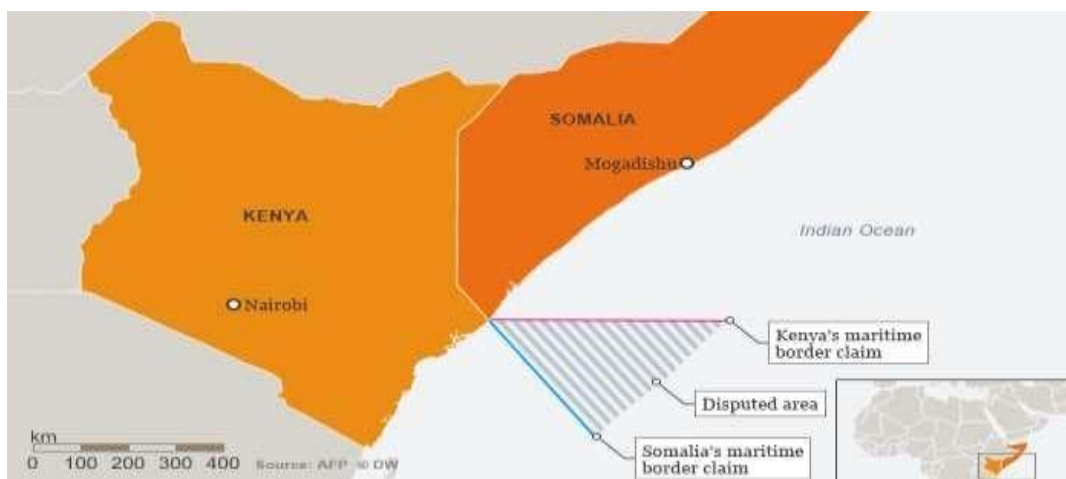 SOMALIA
Mogadishu
KENYA
Indian Ocean
Nairobi
Kenya's maritime
border claim
Disputed area
Somalia's maritime
border claim
km
0 100 200 300 400
Source: AFP © DW